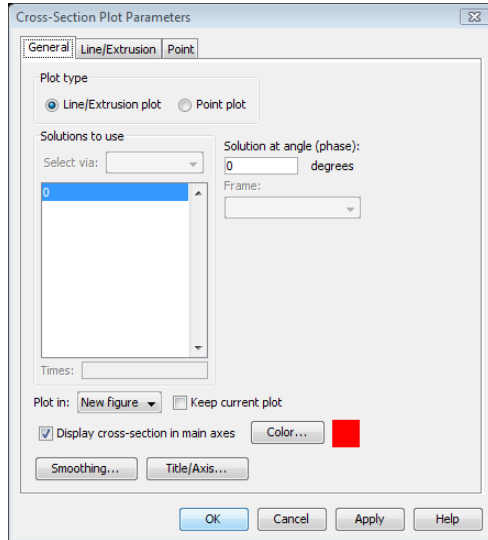 Cross-Section Plot Parameters
General Line/Extrusion Point
Plot type
Line/Extrusion plot Point plot
Solutions to use
Select via:
0
Times:
Solution at angle (phase):
0 degrees
Frame:
Plot in: New figure Keep current plot
Display cross-section in main axes Color...
Smoothing... Title/Axis...
OK Cancel Apply Help